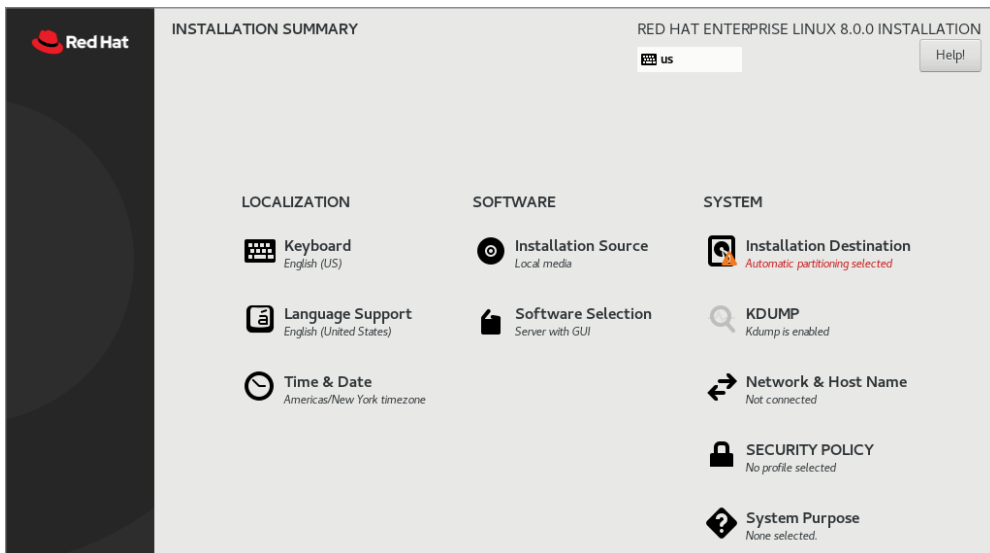 Red Hat
INSTALLATION SUMMARY
RED HAT ENTERPRISE LINUX 8.0.0 INSTALLATION
us
Help!
LOCALIZATION
Keyboard
English (US)
Language Support
English (United States)
Time & Date
Americas/New York timezone
SOFTWARE
Installation Source
Local media
Software Selection
Server with GUI
SYSTEM
Installation Destination
Automatic partitioning selected
KDUMP
Kdump is enabled
Network & Host Name
Not connected
SECURITY POLICY
No profile selected
System Purpose
None selected.